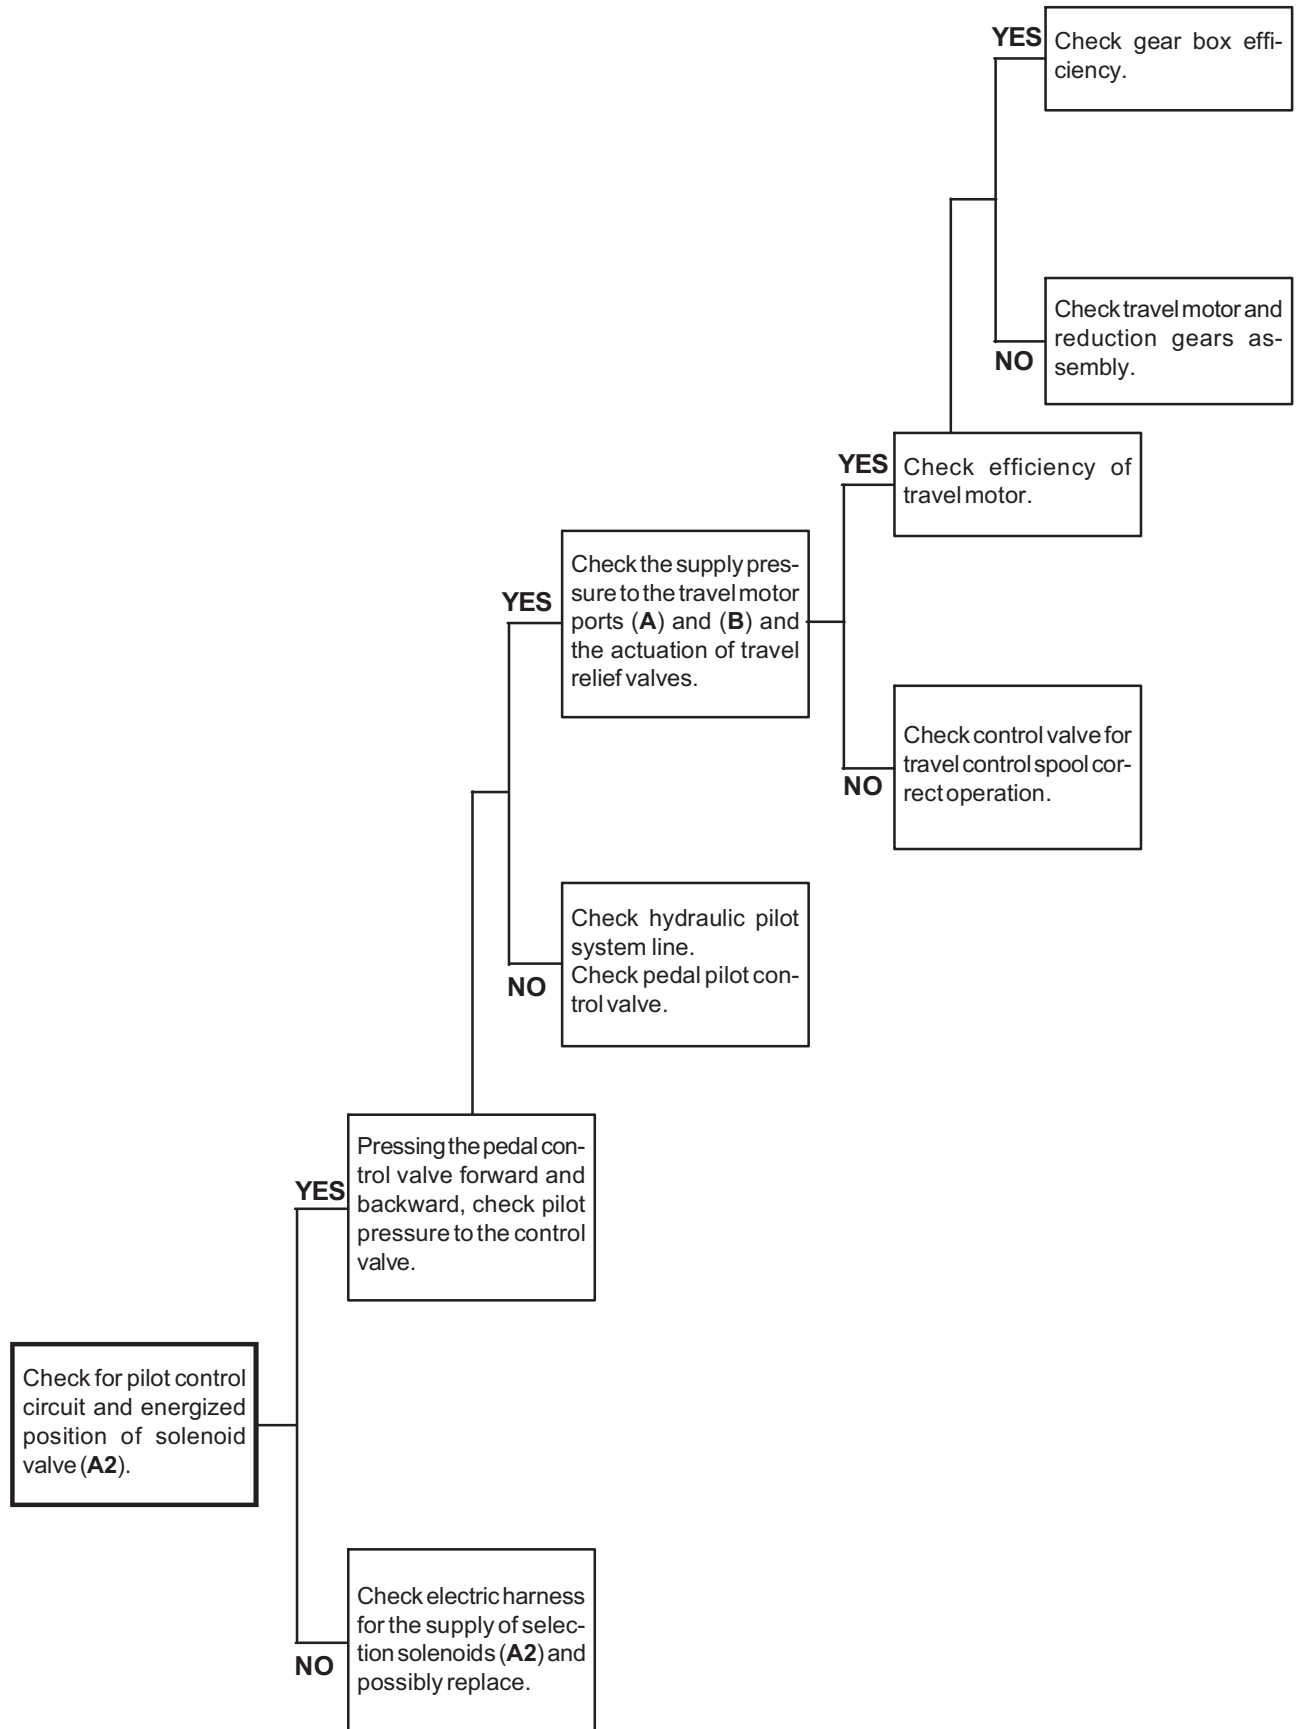 YES
Check gear box effi-
ciency.
Check travel motor and
reduction gears as-
sembly.
NO
YES
Check efficiency of
travel motor.
Check the supply pres-
sure to the travel motor
ports (A) and (B) and
the actuation of travel
relief valves.
YES
Check control valve for
travel control spool cor-
rect operation.
NO
Check hydraulic pilot
system line.
Check pedal pilot con-
trol valve.
NO
Pressing the pedal con-
trol valve forward and
backward, check pilot
pressure to the control
valve.
YES
Check for pilot control
circuit and energized
position of solenoid
valve (A2).
Check electric harness
for the supply of selec-
tion solenoids (A2) and
possibly replace.
NO